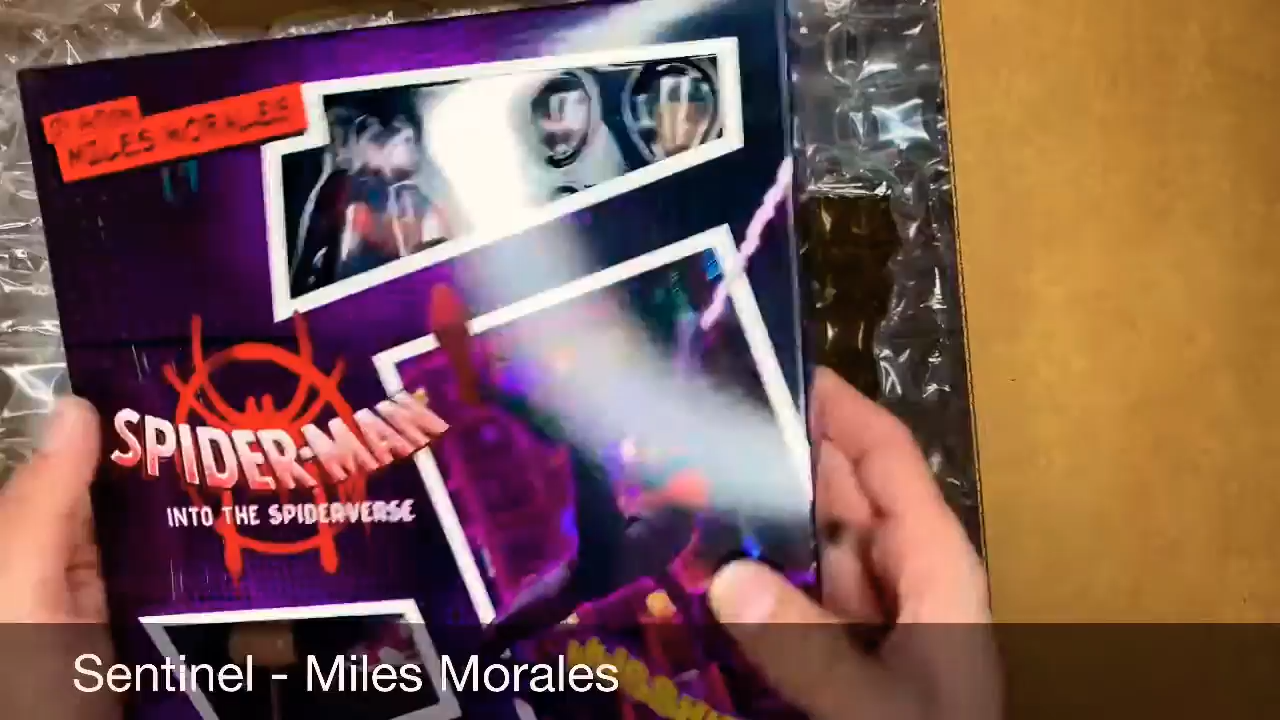 MILES MORALES
SPIDER-MAN
INTO THE SPIDERVERSE
Sentinel - Miles Morales